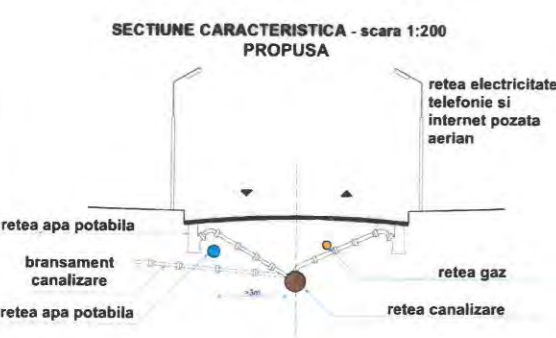 SECTIUNE CARACTERISTICA - scara 1:200
PROPUSA
retea electricitate
telefonie si
internet pozata
aerian
retea apa potabila
bransament
canalizare
retea gaz
retea apa potabila
retea canalizare
>3m